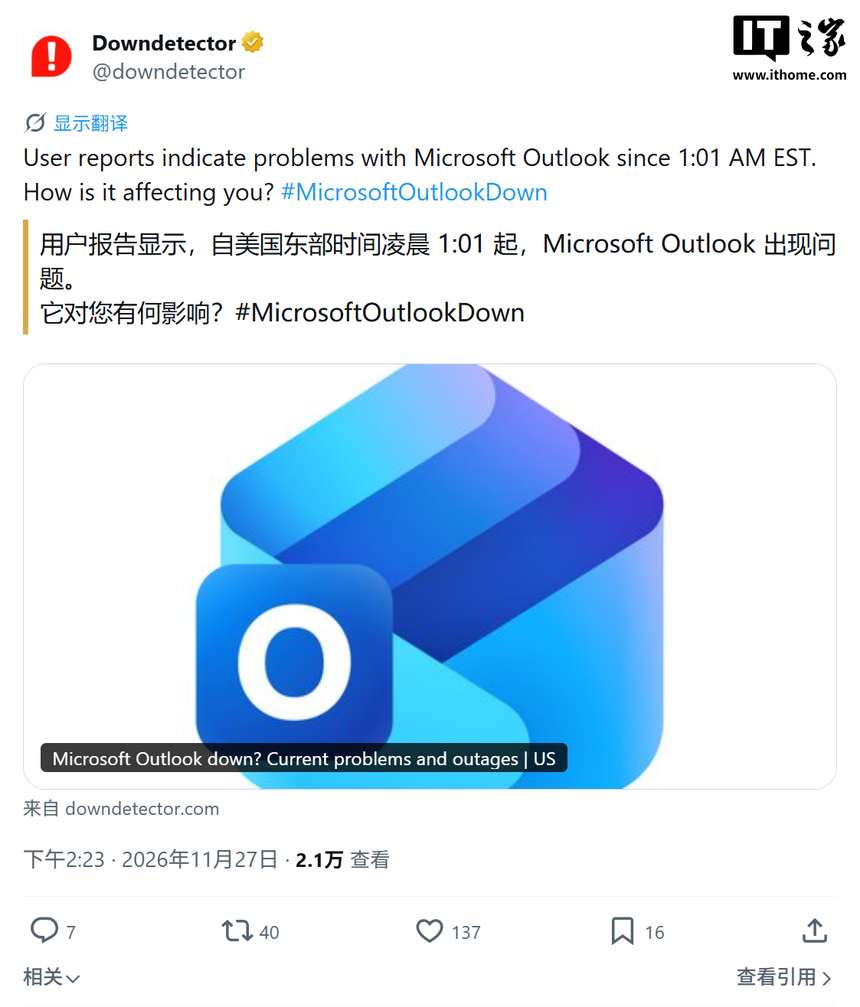 Downdetector
@downdetector
IT之家
www.ithome.com
显示翻译
User reports indicate problems with Microsoft Outlook since 1:01 AM EST.
How is it affecting you? #MicrosoftOutlookDown
用户报告显示，自美国东部时间凌晨 1:01 起，Microsoft Outlook 出现问
题。
它对您有何影响？#MicrosoftOutlookDown
O
Microsoft Outlook down? Current problems and outages | US
来自 downdetector.com
下午2:23 · 2026年11月27日 · 2.1万 查看
7 40 137 16
相关 查看引用